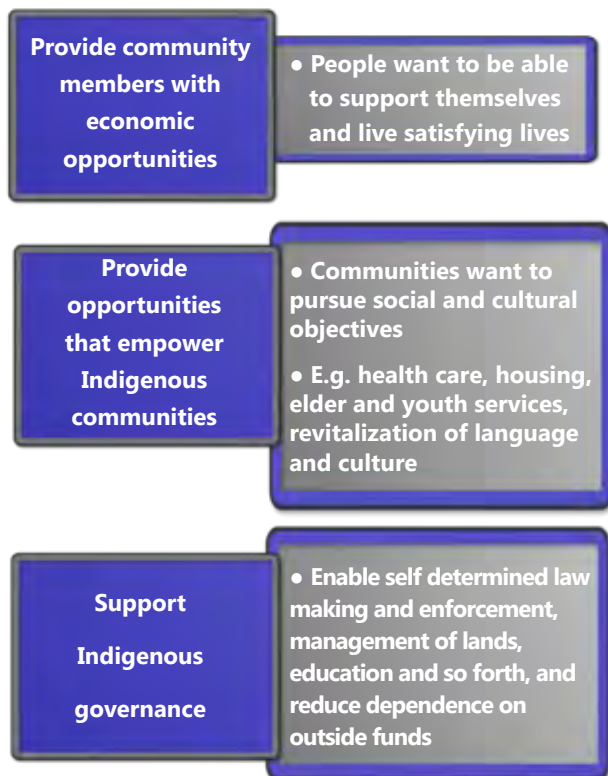 Provide community
members with
economic
opportunities
● People want to be able
to support themselves
and live satisfying lives
Provide
opportunities
that empower
Indigenous
communities
● Communities want to
pursue social and cultural
objectives
● E.g. health care, housing,
elder and youth services,
revitalization of language
and culture
Support
Indigenous
governance
● Enable self determined law
making and enforcement,
management of lands,
education and so forth, and
reduce dependence on
outside funds